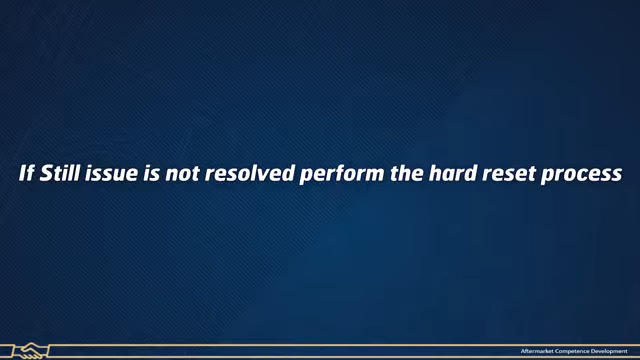 If Still issue is not resolved perform the hard reset process
Aftermarket Competence Development